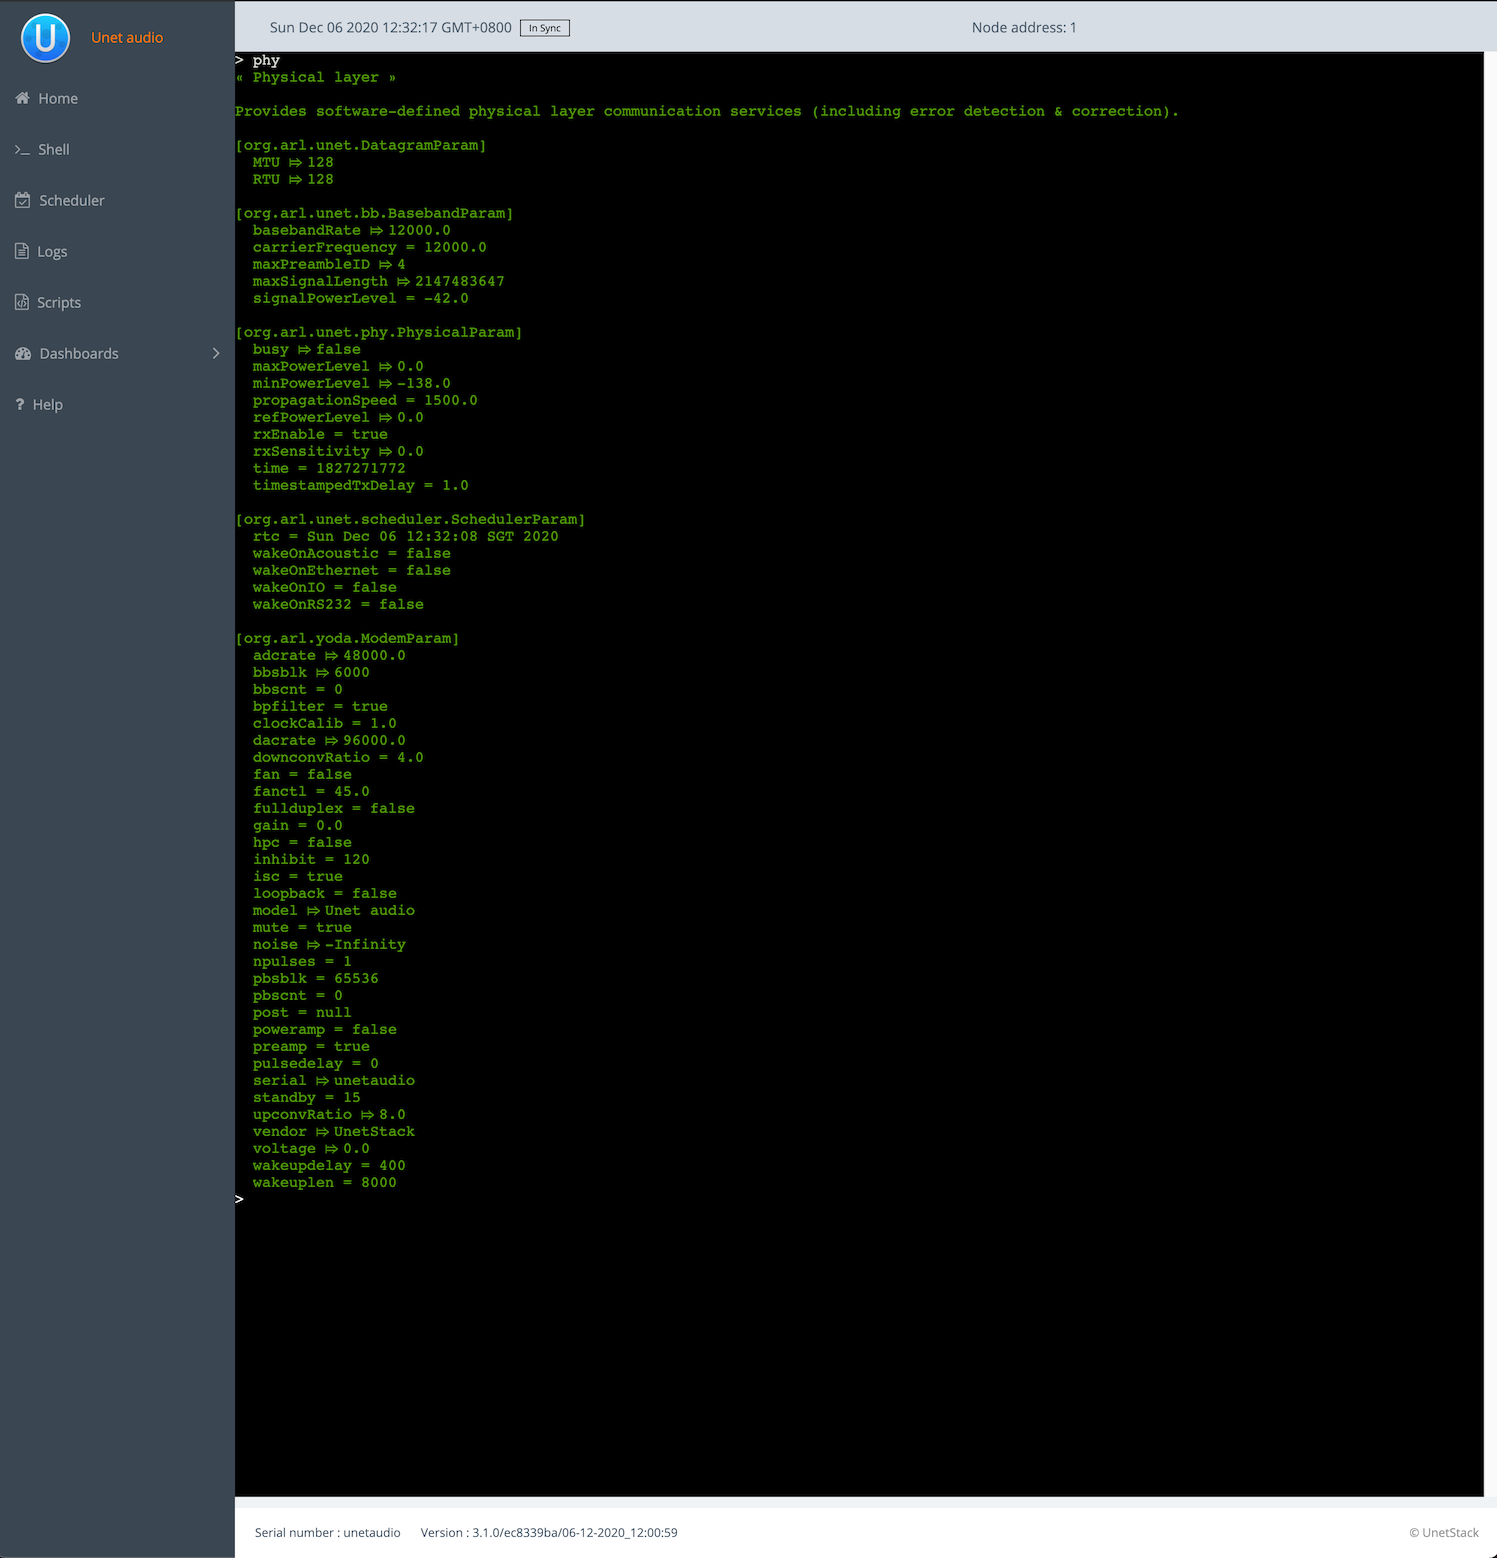 U
Unet audio
Home
>_ Shell
Scheduler
Logs
Scripts
Dashboards
? Help
Sun Dec 06 2020 12:32:17 GMT+0800 In Sync
Node address: 1
> phy
« Physical layer »
Provides software-defined physical layer communication services (including error detection & correction).
[org.arl.unet.DatagramParam]
MTU ⤇ 128
RTU ⤇ 128
[org.arl.unet.bb.BasebandParam]
basebandRate ⤇ 12000.0
carrierFrequency = 12000.0
maxPreambleID ⤇ 4
maxSignalLength ⤇ 2147483647
signalPowerLevel = -42.0
[org.arl.unet.phy.PhysicalParam]
busy ⤇ false
maxPowerLevel ⤇ 0.0
minPowerLevel ⤇ -138.0
propagationSpeed = 1500.0
refPowerLevel ⤇ 0.0
rxEnable = true
rxSensitivity ⤇ 0.0
time = 1827271772
timestampedTxDelay = 1.0
[org.arl.unet.scheduler.SchedulerParam]
rtc = Sun Dec 06 12:32:08 SGT 2020
wakeOnAcoustic = false
wakeOnEthernet = false
wakeOnIO = false
wakeOnRS232 = false
[org.arl.yoda.ModemParam]
adcrate ⤇ 48000.0
bbsblk ⤇ 6000
bbscnt = 0
bpfilter = true
clockCalib = 1.0
dacrate ⤇ 96000.0
downconvRatio = 4.0
fan = false
fanctl = 45.0
fullduplex = false
gain = 0.0
hpc = false
inhibit = 120
isc = true
loopback = false
model ⤇ Unet audio
mute = true
noise ⤇ -Infinity
npulses = 1
pbsblk = 65536
pbscnt = 0
post = null
poweramp = false
preamp = true
pulsedelay = 0
serial ⤇ unetaudio
standby = 15
upconvRatio ⤇ 8.0
vendor ⤇ UnetStack
voltage ⤇ 0.0
wakeupdelay = 400
wakeuplen = 8000
>
Serial number : unetaudio Version : 3.1.0/ec8339ba/06-12-2020_12:00:59
© UnetStack